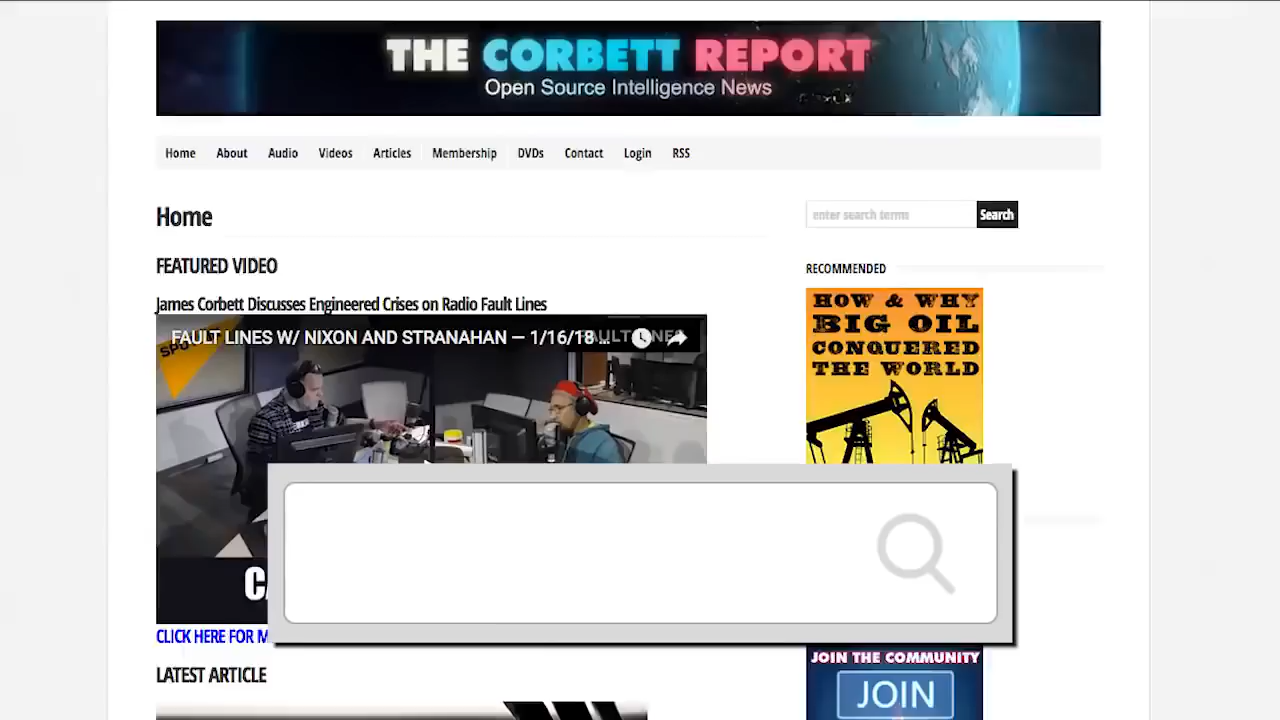 THE CORBETT REPORT
Open Source Intelligence News
Home About Audio Videos Articles Membership DVDs Contact Login RSS
Home
enter search terms
Search
FEATURED VIDEO
RECOMMENDED
James Corbett Discusses Engineered Crises on Radio Fault Lines
FAULT LINES W/ NIXON AND STRANAHAN — 1/16/18 ...
HOW & WHY
BIG OIL
CONQUERED
THE WORLD
CLICK HERE FOR M
JOIN THE COMMUNITY
JOIN
LATEST ARTICLE